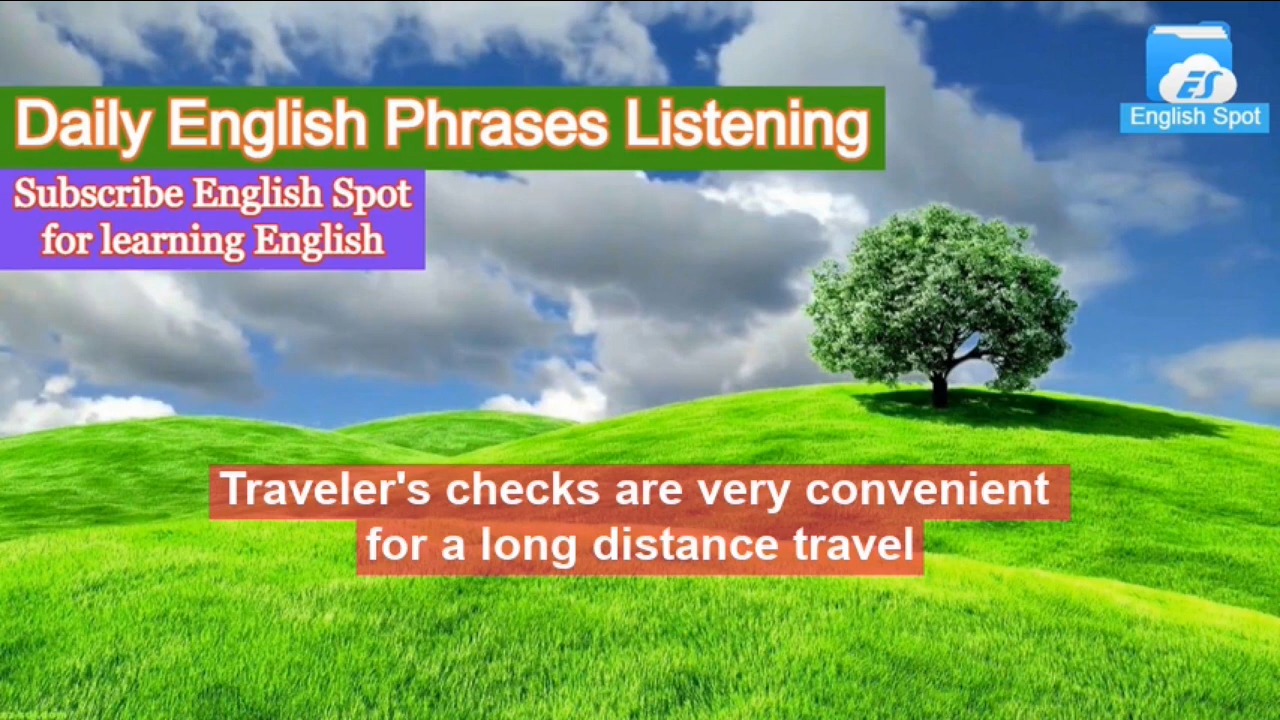 Daily English Phrases Listening
Subscribe English Spot
for learning English
ES
English Spot
Traveler's checks are very convenient
for a long distance travel